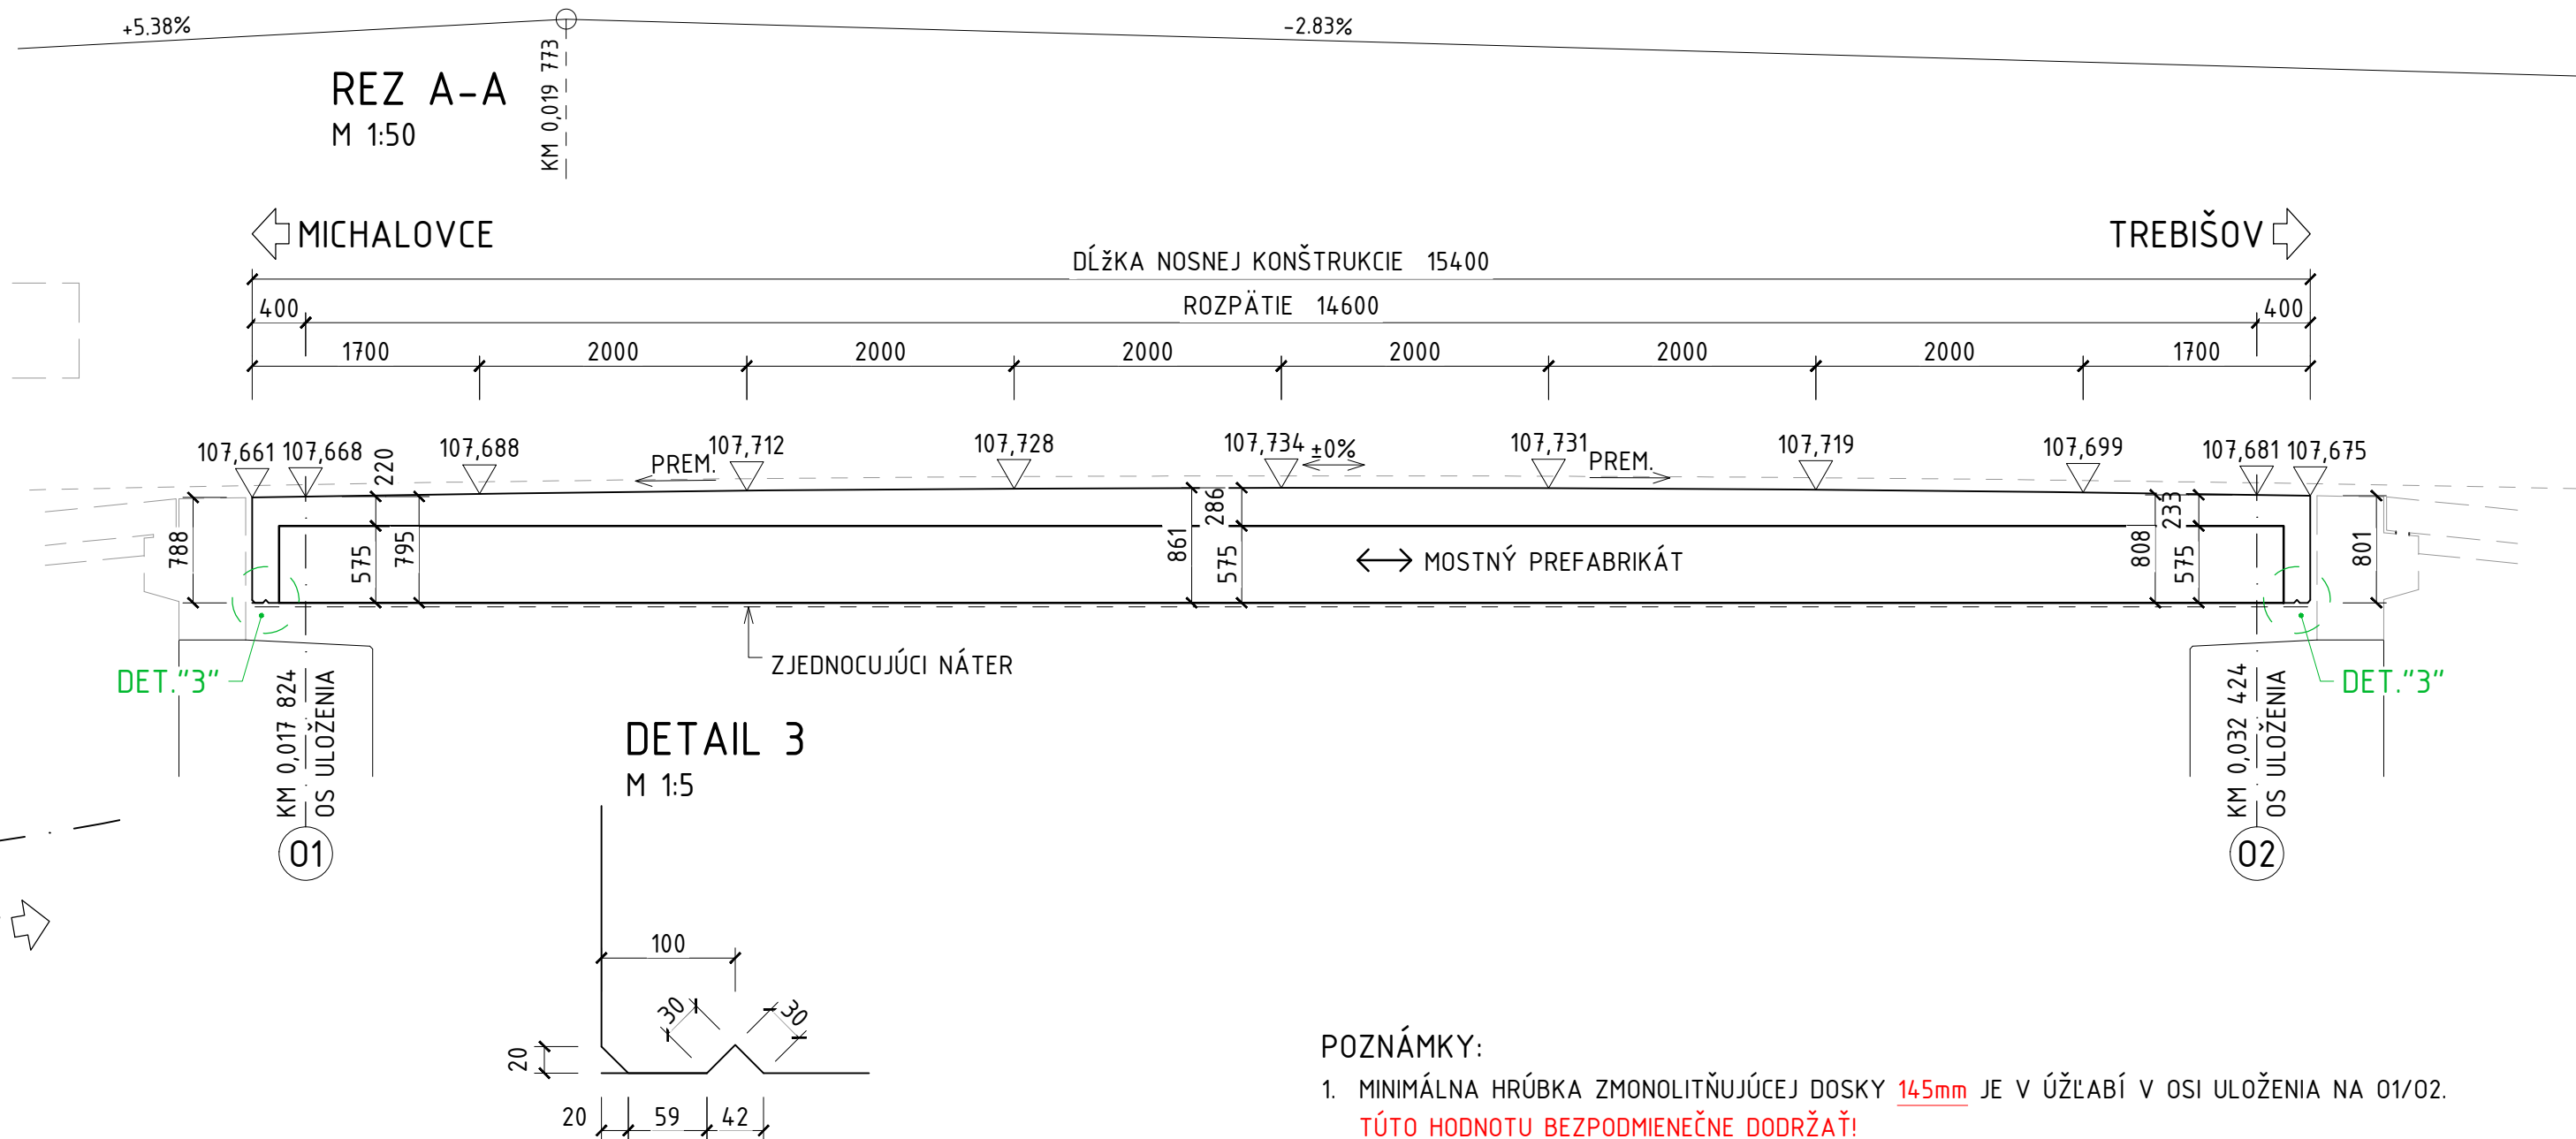 +5.38%
-2.83%
KM 0,019 773
REZ A-A
M 1:50
MICHALOVCE
TREBIŠOV
DĹžKA NOSNEJ KONŠTRUKCIE 15400
400
ROZPÄTIE 14600
400
1700 2000 2000 2000 2000 2000 2000 1700
107,661 107,668 107,688 107,712 107,728 107,734 ±0% 107,731 107,719 107,699 107,681 107,675
PREM.
PREM.
220
286
233
788
575
795
861
575
808
575
801
MOSTNÝ PREFABRIKÁT
ZJEDNOCUJÚCI NÁTER
DET."3"
DET."3"
KM 0,017 824
OS ULOŽENIA
KM 0,032 424
OS ULOŽENIA
01
02
DETAIL 3
M 1:5
100
30
30
20
20 59 42
POZNÁMKY:
1. MINIMÁLNA HRÚBKA ZMONOLITŇUJÚCEJ DOSKY 145mm JE V ÚŽĽABÍ V OSI ULOŽENIA NA 01/02.
TÚTO HODNOTU BEZPODMIENEČNE DODRŽAŤ!